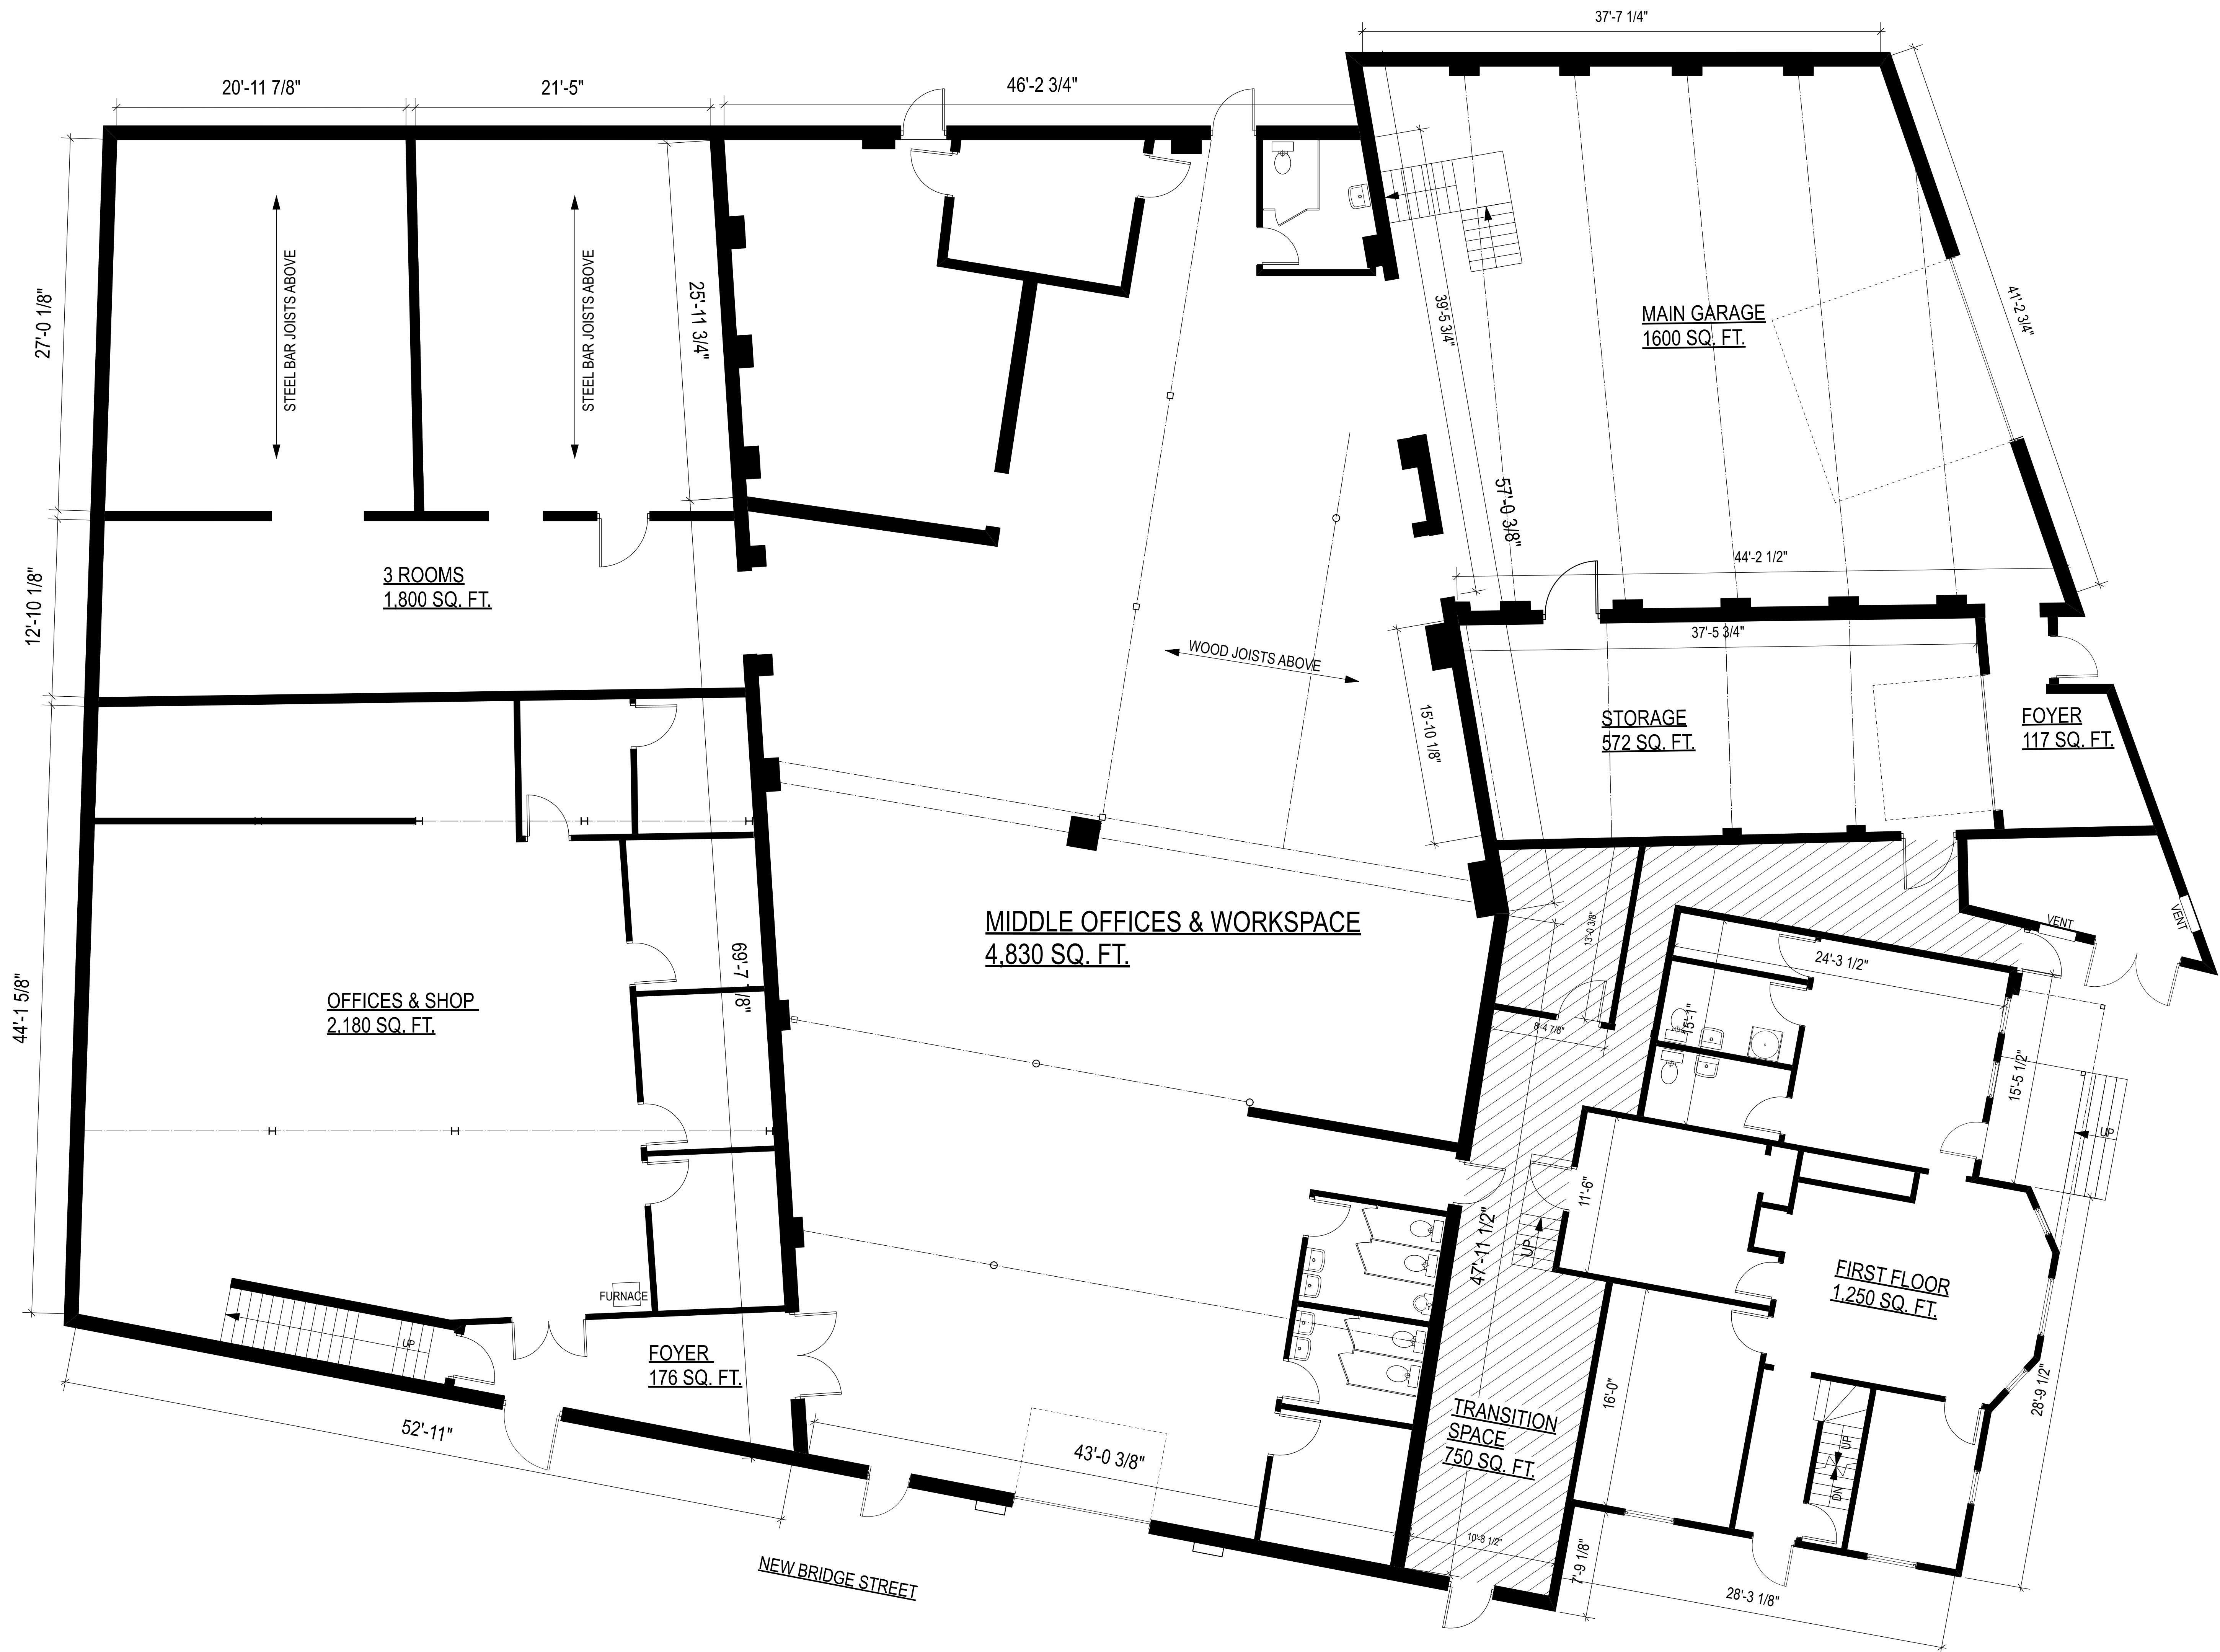 37'-7 1/4"
20'-11 7/8"
21'-5"
46'-2 3/4"
27'-0 1/8"
STEEL BAR JOISTS ABOVE
STEEL BAR JOISTS ABOVE
25'-11 3/4"
39'-5 3/4"
MAIN GARAGE
1600 SQ. FT.
41'-2 3/4"
57'-0 3/8"
44'-2 1/2"
12'-10 1/8"
3 ROOMS
1,800 SQ. FT.
37'-5 3/4"
WOOD JOISTS ABOVE
15'-10 1/8"
STORAGE
572 SQ. FT.
FOYER
117 SQ. FT.
MIDDLE OFFICES & WORKSPACE
4,830 SQ. FT.
13'-0 3/8"
VENT
VENT
24'-3 1/2"
69'-7 7/8"
44'-1 5/8"
OFFICES & SHOP
2,180 SQ. FT.
8'-4 7/8"
15'-1"
15'-5 1/2"
UP
11'-6"
47'-11 1/2"
UP
FIRST FLOOR
1,250 SQ. FT.
FURNACE
UP
FOYER
176 SQ. FT.
52'-11"
43'-0 3/8"
TRANSITION
SPACE
750 SQ. FT.
16'-0"
28'-9 1/2"
UP
DN
10'-8 1/2"
7'-9 1/8"
28'-3 1/8"
NEW BRIDGE STREET